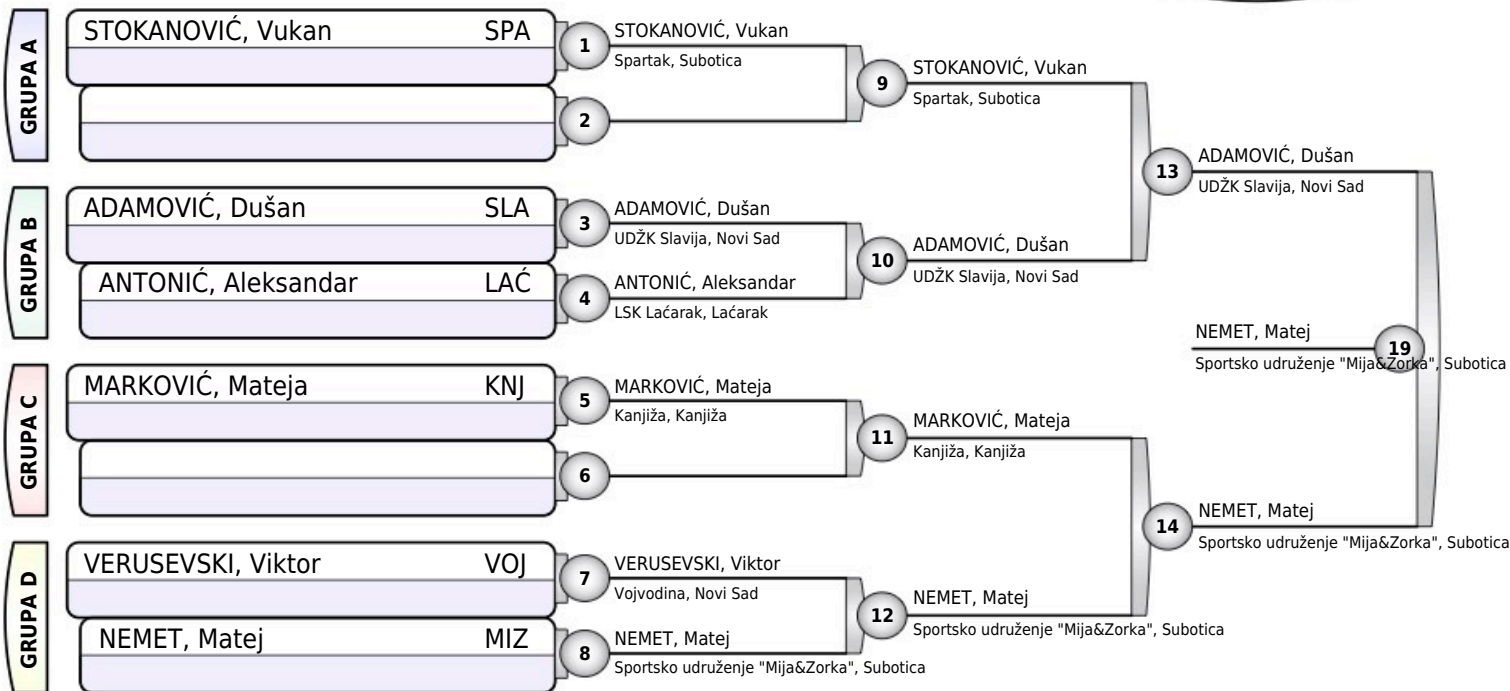 GRUPA A
STOKANOVIĆ, Vukan SPA
1
STOKANOVIĆ, Vukan
Spartak, Subotica
2
9
STOKANOVIĆ, Vukan
Spartak, Subotica
GRUPA B
ADAMOVIĆ, Dušan SLA
3
ADAMOVIĆ, Dušan
UDŽK Slavija, Novi Sad
ANTONIĆ, Aleksandar LAĆ
4
ANTONIĆ, Aleksandar
LSK Laćarak, Laćarak
10
ADAMOVIĆ, Dušan
UDŽK Slavija, Novi Sad
13
ADAMOVIĆ, Dušan
UDŽK Slavija, Novi Sad
GRUPA C
MARKOVIĆ, Mateja KNJ
5
MARKOVIĆ, Mateja
Kanjiža, Kanjiža
6
11
MARKOVIĆ, Mateja
Kanjiža, Kanjiža
GRUPA D
VERUSEVSKI, Viktor VOJ
7
VERUSEVSKI, Viktor
Vojvodina, Novi Sad
NEMET, Matej MIZ
8
NEMET, Matej
Sportsko udruženje "Mija&Zorka", Subotica
12
NEMET, Matej
Sportsko udruženje "Mija&Zorka", Subotica
14
NEMET, Matej
Sportsko udruženje "Mija&Zorka", Subotica
19
NEMET, Matej
Sportsko udruženje "Mija&Zorka", Subotica